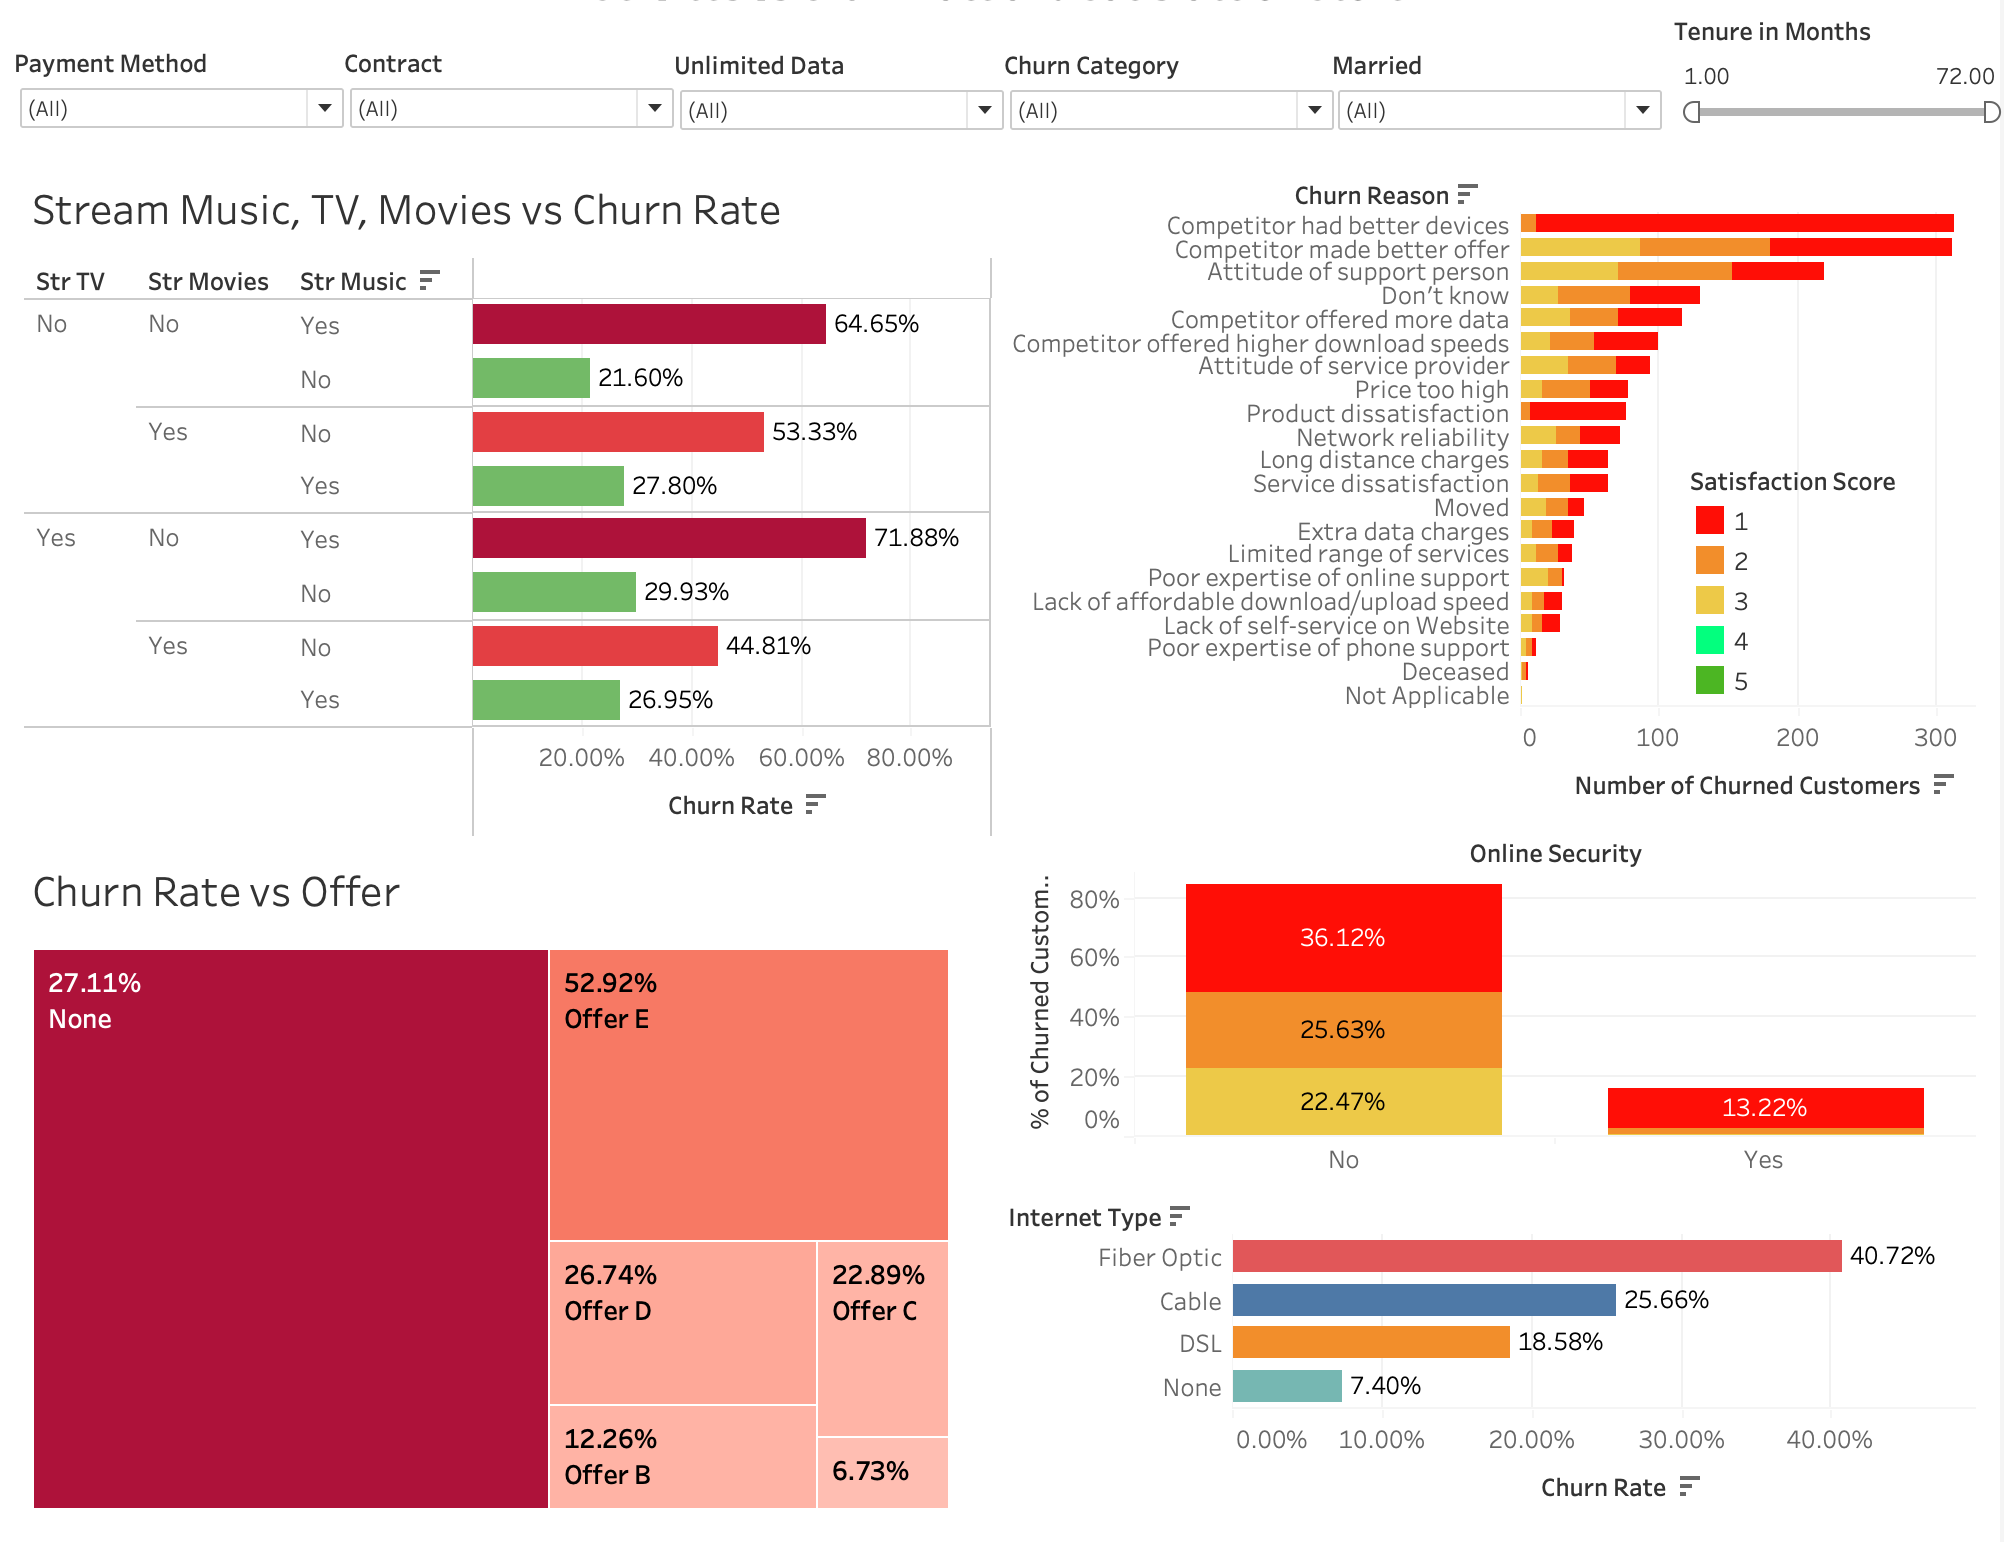 Payment Method
(All)
Contract
(All)
Unlimited Data
(All)
Churn Category
(All)
Married
(All)
Tenure in Months
1.00 72.00
Stream Music, TV, Movies vs Churn Rate
Str TV Str Movies Str Music
No No Yes 64.65%
No 21.60%
Yes No 53.33%
Yes 27.80%
Yes No Yes 71.88%
No 29.93%
Yes No 44.81%
Yes 26.95%
20.00% 40.00% 60.00% 80.00%
Churn Rate
Churn Reason
Competitor had better devices
Competitor made better offer
Attitude of support person
Don't know
Competitor offered more data
Competitor offered higher download speeds
Attitude of service provider
Price too high
Product dissatisfaction
Network reliability
Long distance charges
Service dissatisfaction
Moved
Extra data charges
Limited range of services
Poor expertise of online support
Lack of affordable download/upload speed
Lack of self-service on Website
Poor expertise of phone support
Deceased
Not Applicable
0 100 200 300
Number of Churned Customers
Satisfaction Score
1
2
3
4
5
Churn Rate vs Offer
27.11%
None
52.92%
Offer E
26.74%
Offer D
22.89%
Offer C
12.26%
Offer B
6.73%
Online Security
% of Churned Custom..
80%
60%
40%
20%
0%
36.12%
25.63%
22.47%
13.22%
No Yes
Internet Type
Fiber Optic 40.72%
Cable 25.66%
DSL 18.58%
None 7.40%
0.00% 10.00% 20.00% 30.00% 40.00%
Churn Rate